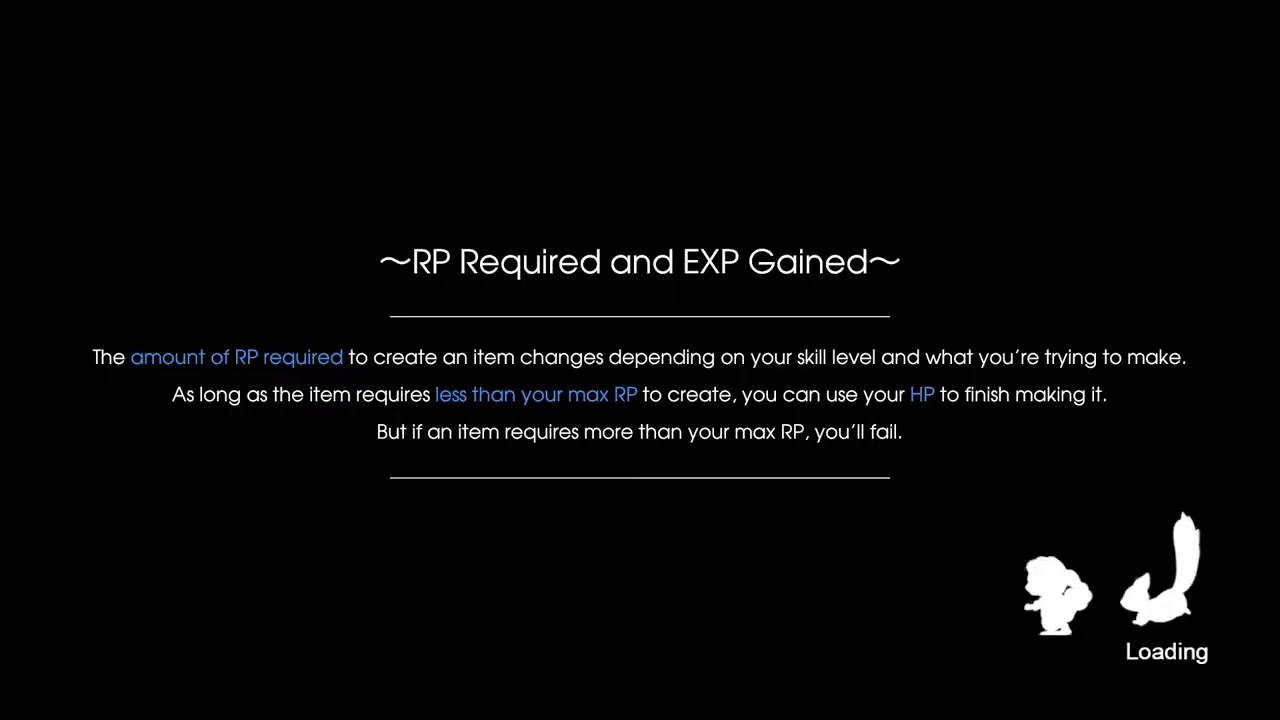 ～RP Required and EXP Gained～
The amount of RP required to create an item changes depending on your skill level and what you're trying to make.
As long as the item requires less than your max RP to create, you can use your HP to finish making it.
But if an item requires more than your max RP, you'll fail.
Loading